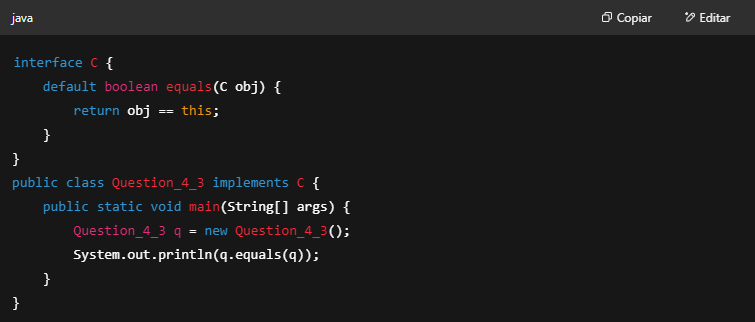 java
Copiar
Editar
interface C {
    default boolean equals(C obj) {
        return obj == this;
    }
}
public class Question_4_3 implements C {
    public static void main(String[] args) {
        Question_4_3 q = new Question_4_3();
        System.out.println(q.equals(q));
    }
}